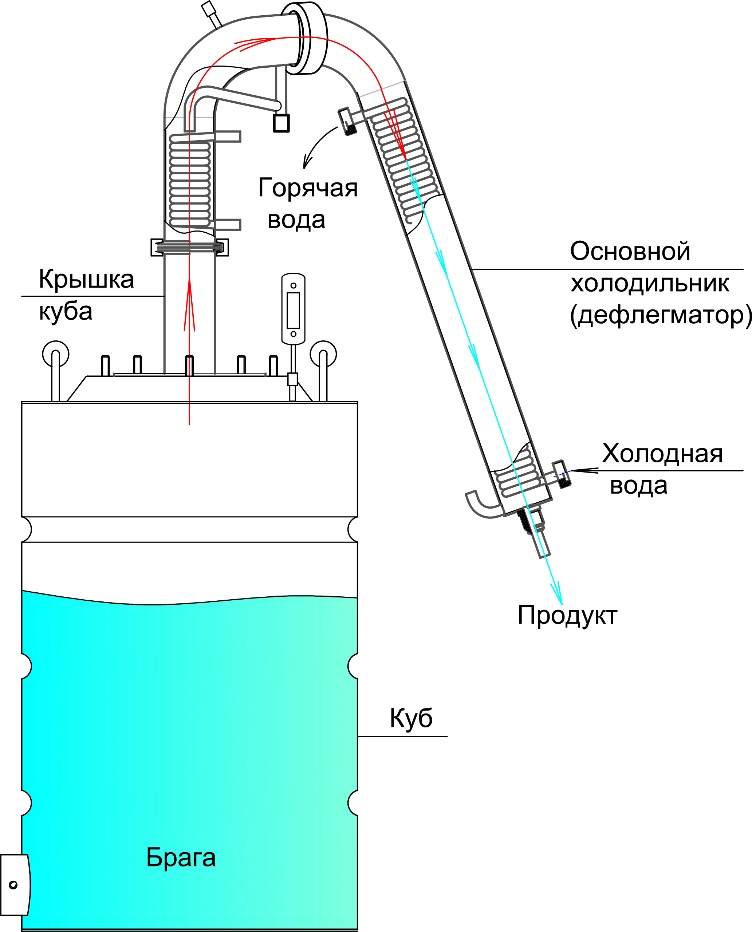 Горячая
вода
Крышка
куба
Основной
холодильник
(дефлегматор)
Холодная
вода
Продукт
Куб
Брага